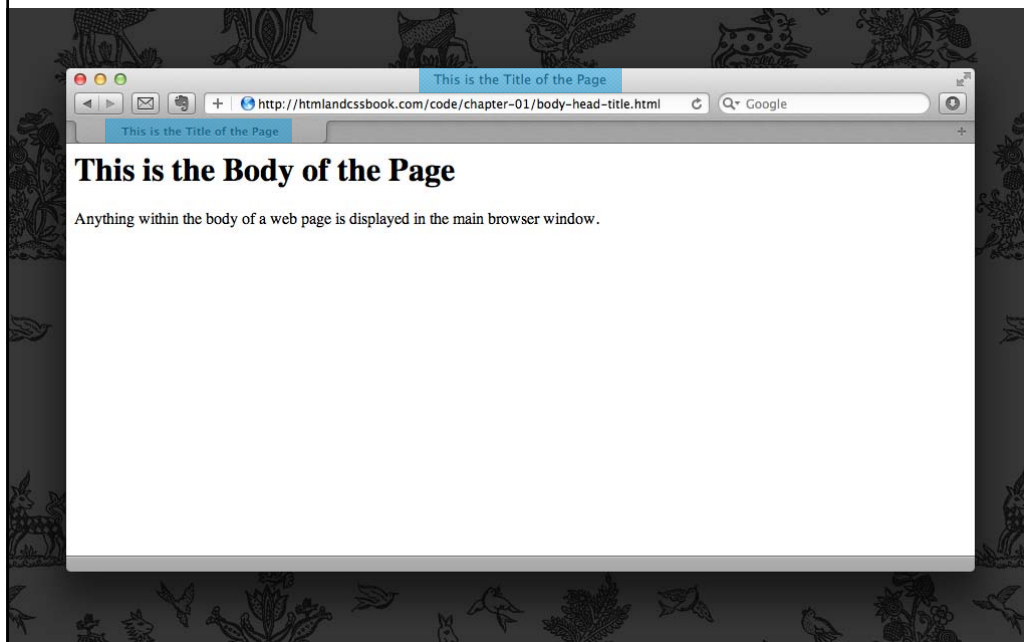 This is the Title of the Page
+ http://htmlandcssbook.com/code/chapter-01/body-head-title.html Google
This is the Title of the Page +
This is the Body of the Page
Anything within the body of a web page is displayed in the main browser window.